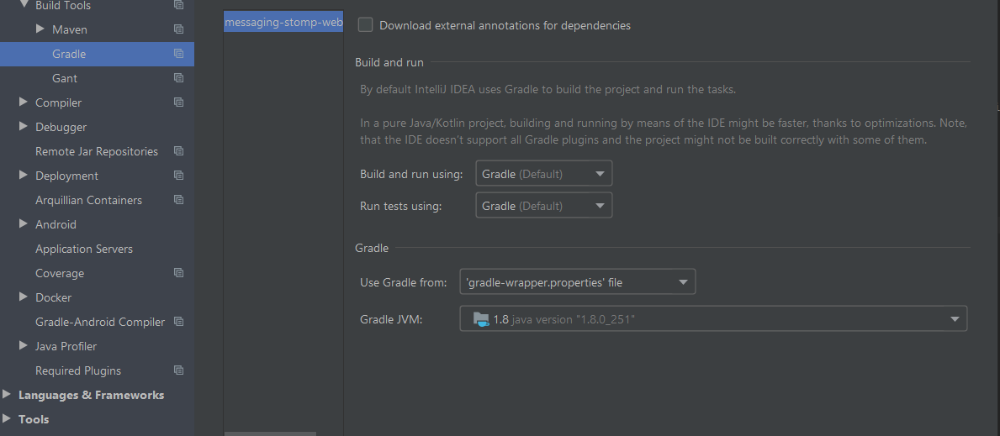 Build Tools
Maven
Gradle
Gant
Compiler
Debugger
Remote Jar Repositories
Deployment
Arquillian Containers
Android
Application Servers
Coverage
Docker
Gradle-Android Compiler
Java Profiler
Required Plugins
Languages & Frameworks
Tools
messaging-stomp-web
Download external annotations for dependencies
Build and run
By default IntelliJ IDEA uses Gradle to build the project and run the tasks.
In a pure Java/Kotlin project, building and running by means of the IDE might be faster, thanks to optimizations. Note,
that the IDE doesn't support all Gradle plugins and the project might not be built correctly with some of them.
Build and run using: Gradle (Default)
Run tests using: Gradle (Default)
Gradle
Use Gradle from: 'gradle-wrapper.properties' file
Gradle JVM: 1.8 java version "1.8.0_251"